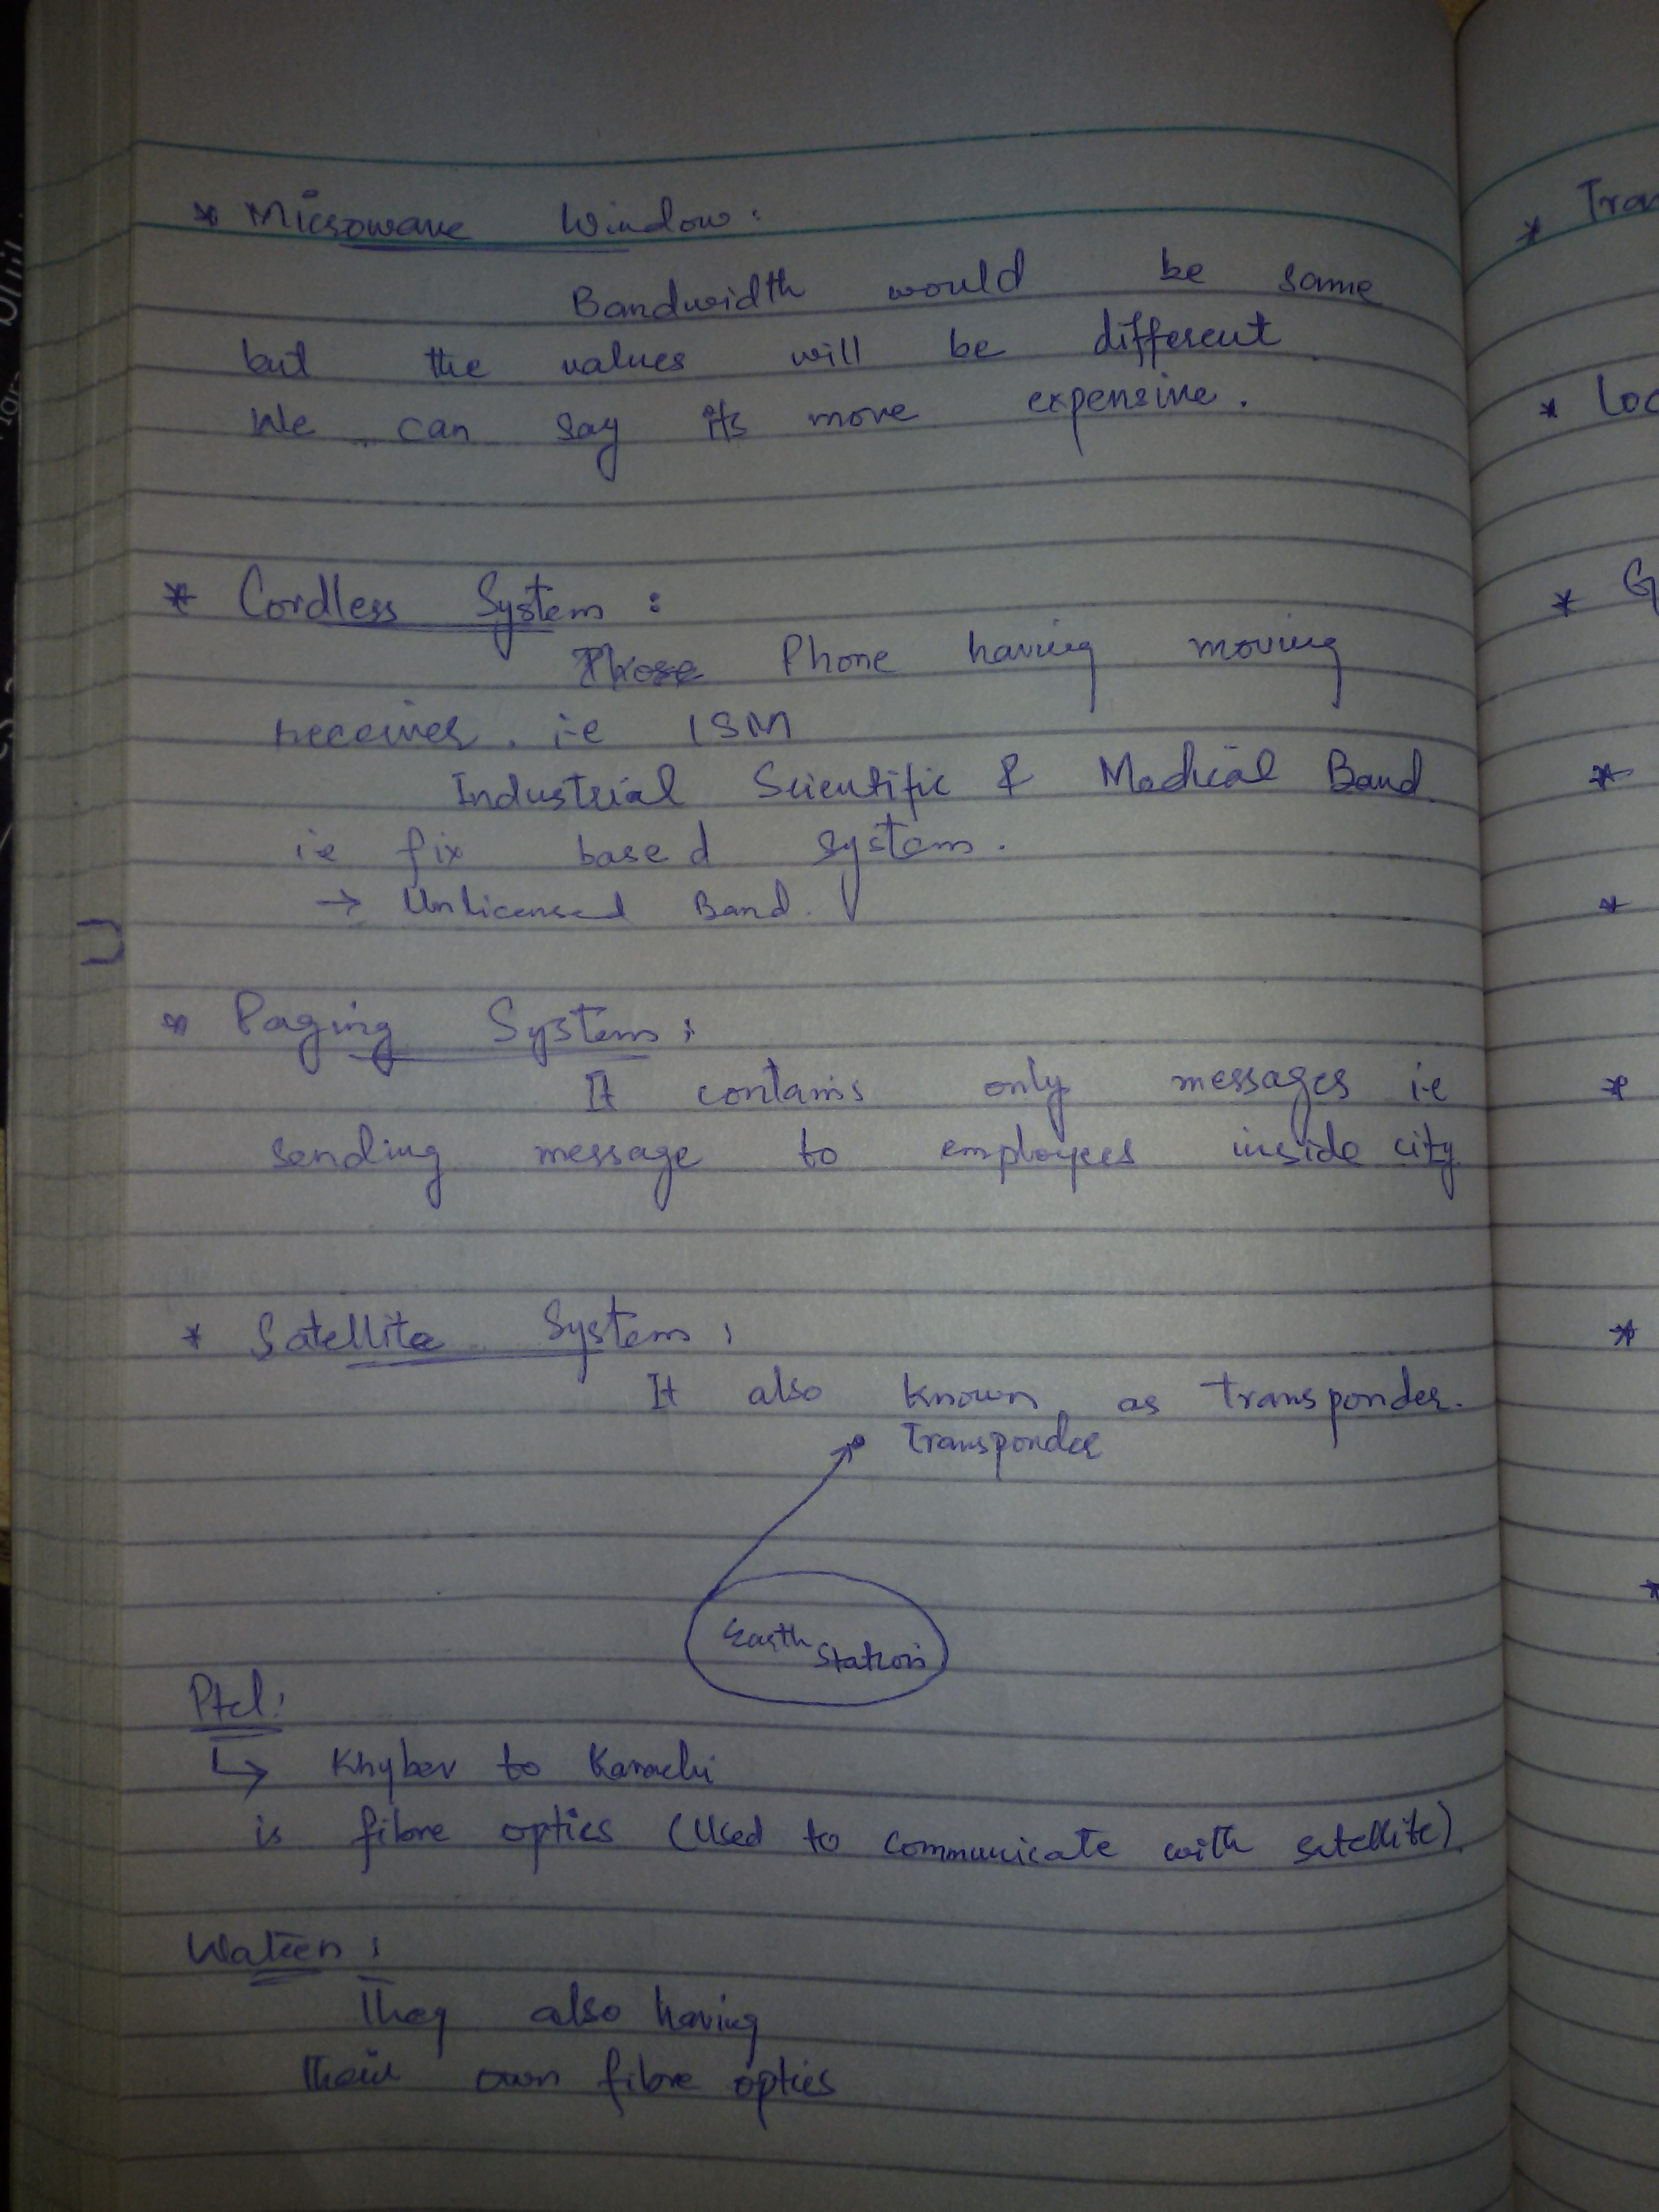 * Microwave Window:
Bandwidth would be same
but the values will be different
We can say its more expensive.
* Cordless System:
Phone having moving
receiver. i.e ISM
Industrial Scientific & Medical Band
i.e fix based system.
→ Unlicensed Band.
* Paging System:
It contains only messages i.e
sending message to employees inside city
* Satellite System:
It also known as transponder.
Transponder
Earth Station
Ptcl:
↳ Khyber to Karachi
is fibre optics (Used to communicate with satellite)
Wateen:
They also having
their own fibre optics
* Tra
* Loc
* G